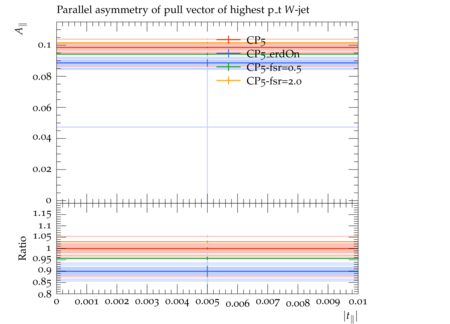 Parallel asymmetry of pull vector of highest p_t W-jet
A∥
CP5
CP5_erdOn
CP5-fsr=0.5
CP5-fsr=2.0
0.1
0.08
0.06
0.04
0.02
0
Ratio
1.15
1.1
1.05
1
0.95
0.9
0.85
0.8
0 0.001 0.002 0.003 0.004 0.005 0.006 0.007 0.008 0.009 0.01
|t∥|